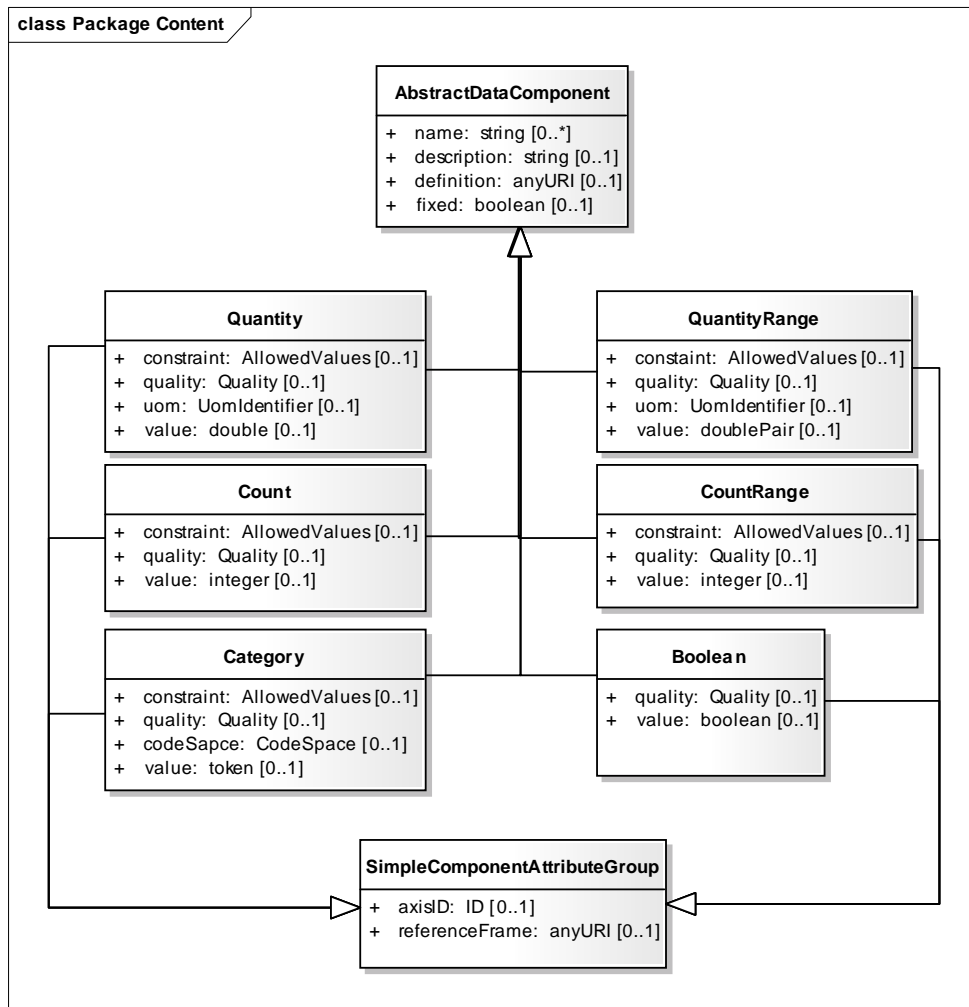 class Package Content
AbstractDataComponent
+ name: string [0..*]
+ description: string [0..1]
+ definition: anyURI [0..1]
+ fixed: boolean [0..1]
Quantity
+ constraint: AllowedValues [0..1]
+ quality: Quality [0..1]
+ uom: UomIdentifier [0..1]
+ value: double [0..1]
QuantityRange
+ constaint: AllowedValues [0..1]
+ quality: Quality [0..1]
+ uom: UomIdentifier [0..1]
+ value: doublePair [0..1]
Count
+ constraint: AllowedValues [0..1]
+ quality: Quality [0..1]
+ value: integer [0..1]
CountRange
+ constraint: AllowedValues [0..1]
+ quality: Quality [0..1]
+ value: integer [0..1]
Category
+ constraint: AllowedValues [0..1]
+ quality: Quality [0..1]
+ codeSapce: CodeSpace [0..1]
+ value: token [0..1]
Boolean
+ quality: Quality [0..1]
+ value: boolean [0..1]
SimpleComponentAttributeGroup
+ axisID: ID [0..1]
+ referenceFrame: anyURI [0..1]